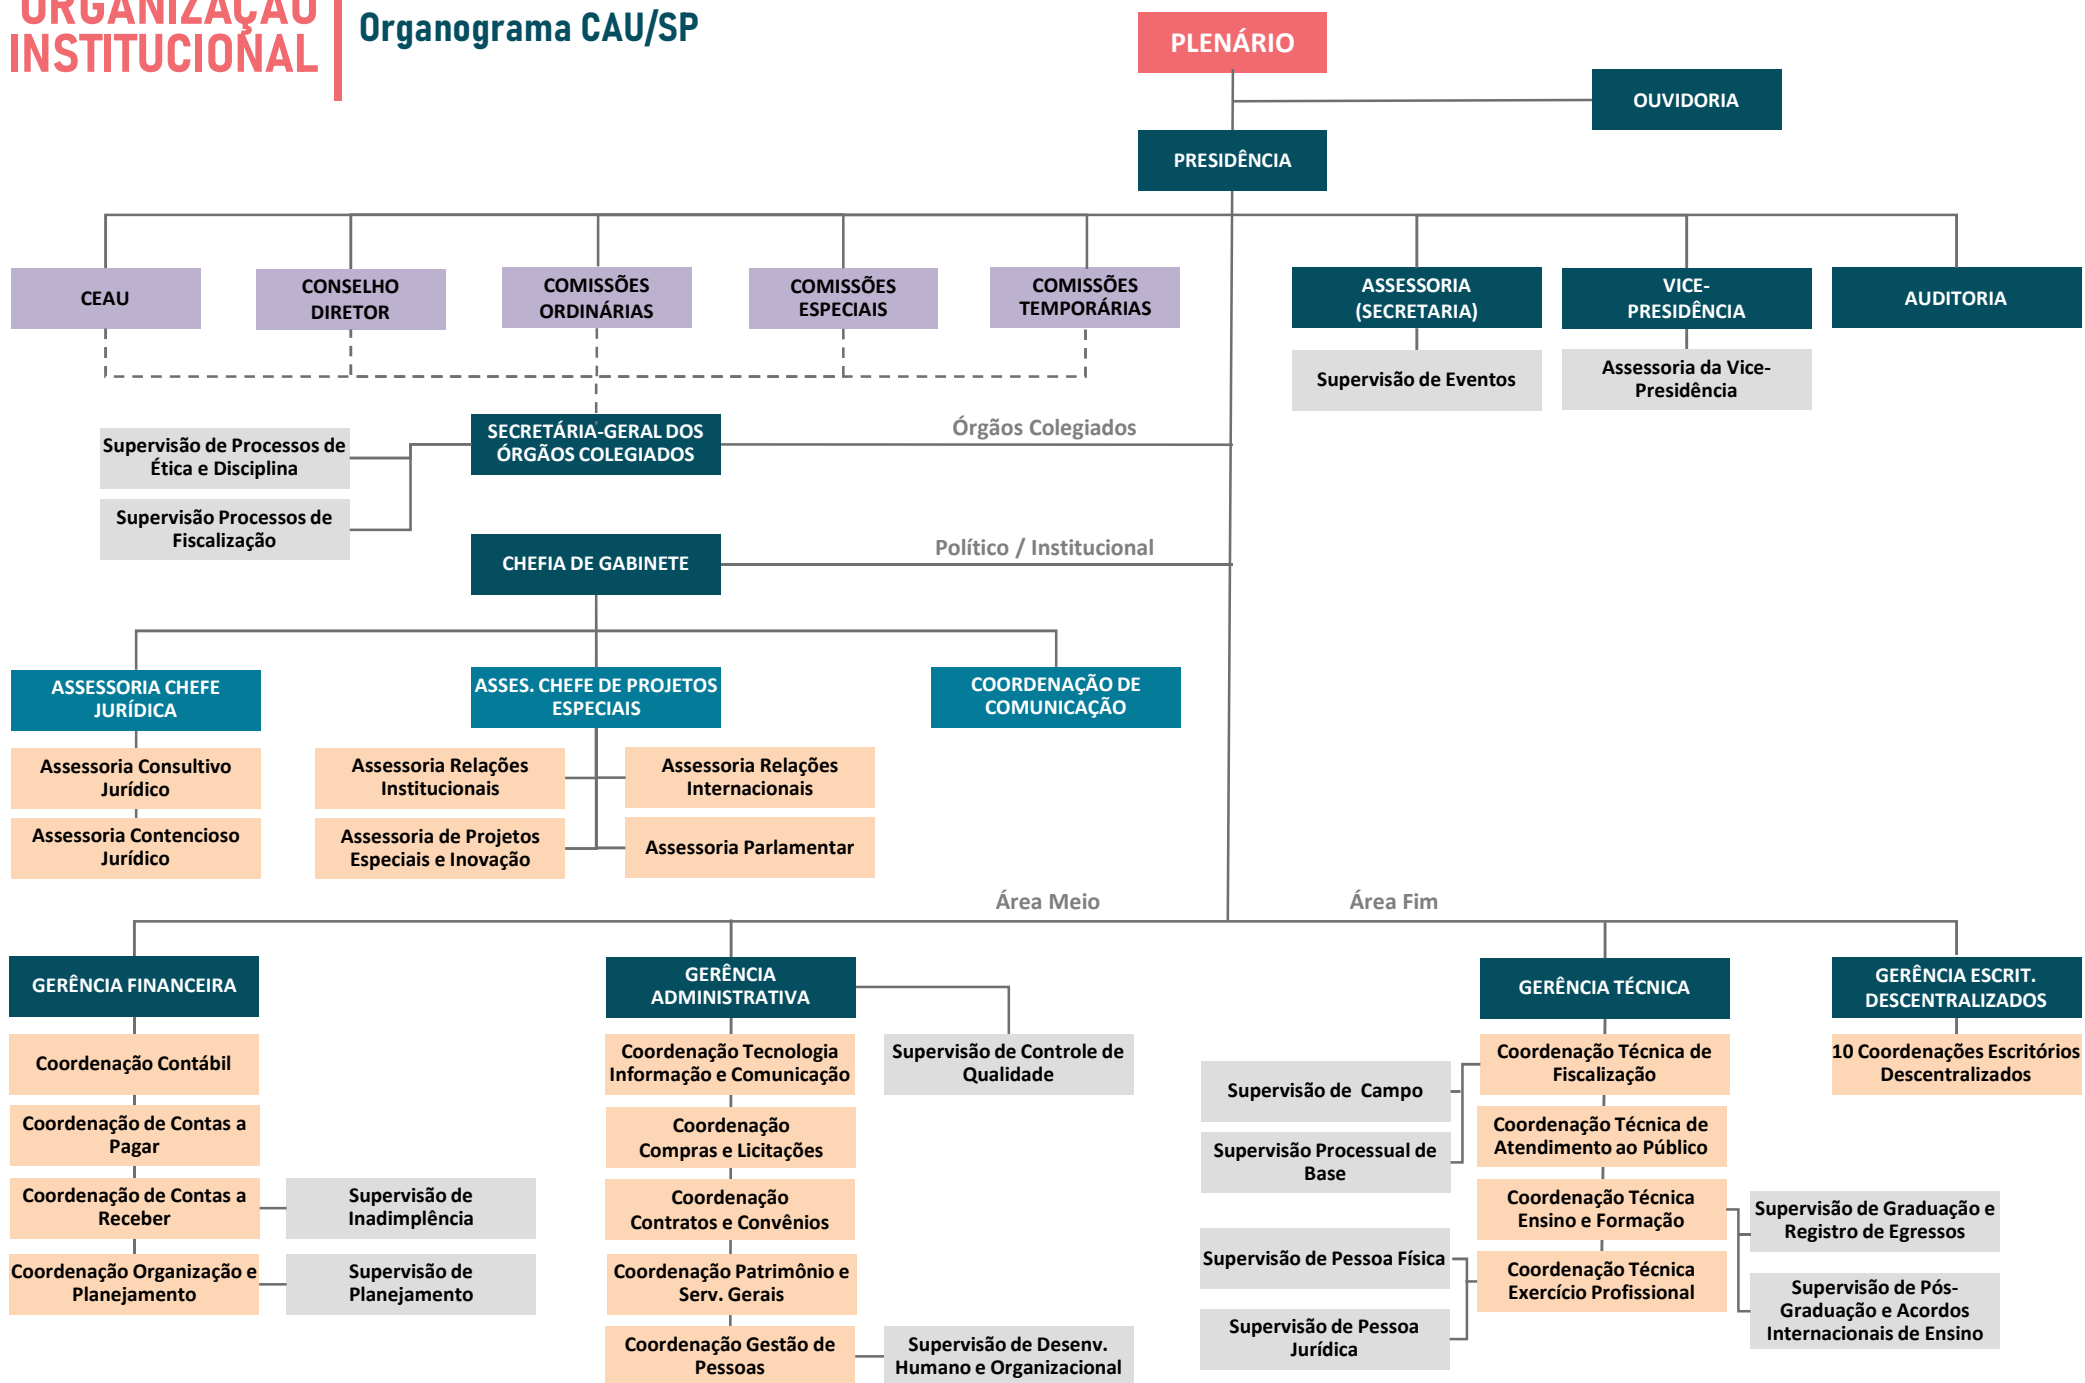 ORGANIZAÇÃO
INSTITUCIONAL
Organograma CAU/SP
PLENÁRIO
OUVIDORIA
PRESIDÊNCIA
CEAU
CONSELHO
DIRETOR
COMISSÕES
ORDINÁRIAS
COMISSÕES
ESPECIAIS
COMISSÕES
TEMPORÁRIAS
ASSESSORIA
(SECRETARIA)
VICE-
PRESIDÊNCIA
AUDITORIA
Supervisão de Eventos
Assessoria da Vice-
Presidência
SECRETÁRIA-GERAL DOS
ÓRGÃOS COLEGIADOS
Órgãos Colegiados
Supervisão de Processos de
Ética e Disciplina
Supervisão Processos de
Fiscalização
CHEFIA DE GABINETE
Político / Institucional
ASSESSORIA CHEFE
JURÍDICA
ASSES. CHEFE DE PROJETOS
ESPECIAIS
COORDENAÇÃO DE
COMUNICAÇÃO
Assessoria Consultivo
Jurídico
Assessoria Relações
Institucionais
Assessoria Relações
Internacionais
Assessoria Contencioso
Jurídico
Assessoria de Projetos
Especiais e Inovação
Assessoria Parlamentar
Área Meio
Área Fim
GERÊNCIA FINANCEIRA
GERÊNCIA
ADMINISTRATIVA
GERÊNCIA TÉCNICA
GERÊNCIA ESCRIT.
DESCENTRALIZADOS
Coordenação Contábil
Coordenação de Contas a
Pagar
Coordenação de Contas a
Receber
Supervisão de
Inadimplência
Coordenação Organização e
Planejamento
Supervisão de
Planejamento
Coordenação Tecnologia
Informação e Comunicação
Supervisão de Controle de
Qualidade
Coordenação
Compras e Licitações
Coordenação
Contratos e Convênios
Coordenação Patrimônio e
Serv. Gerais
Coordenação Gestão de
Pessoas
Supervisão de Desenv.
Humano e Organizacional
Coordenação Técnica de
Fiscalização
Supervisão de  Campo
Supervisão Processual de
Base
Coordenação Técnica de
Atendimento ao Público
Coordenação Técnica
Ensino e Formação
Supervisão de Graduação e
Registro de Egressos
Supervisão de Pós-
Graduação e Acordos
Internacionais de Ensino
Supervisão de Pessoa Física
Coordenação Técnica
Exercício Profissional
Supervisão de Pessoa
Jurídica
10 Coordenações Escritórios
Descentralizados